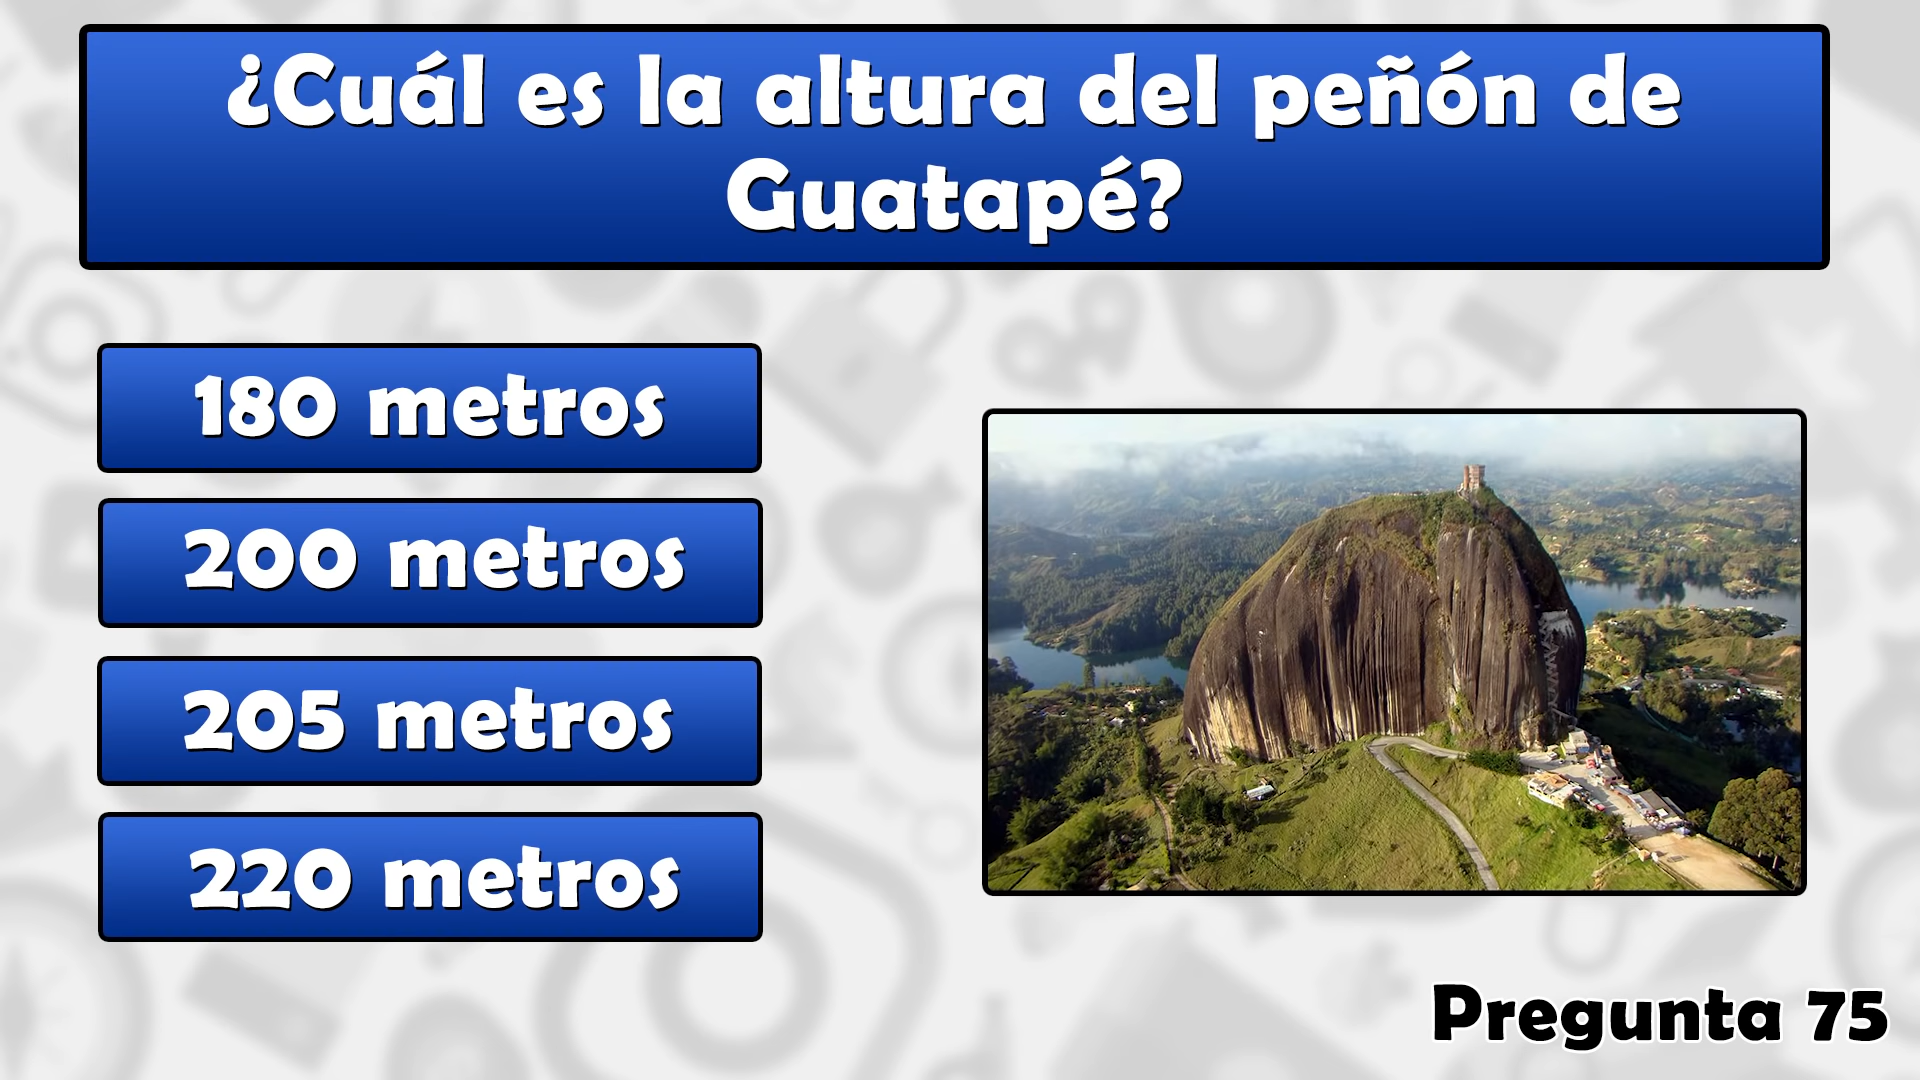 ¿Cuál es la altura del peñón de
Guatapé?
180 metros
200 metros
205 metros
220 metros
Pregunta 75